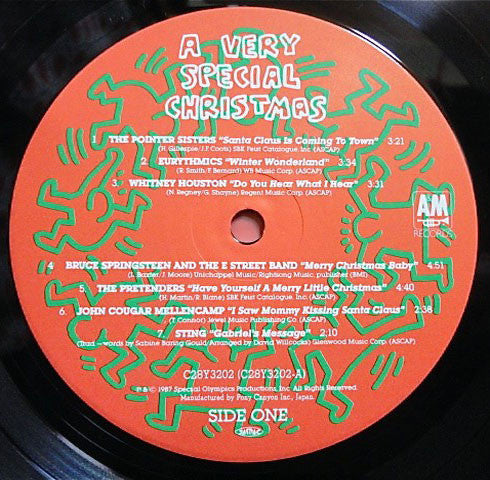 A VERY
SPECIAL
CHRISTMAS
1 THE POINTER SISTERS "Santa Claus Is Coming To Town" 3:21
(H. Gillespie/J.F. Coots) SBK Feist Catalogue, Inc. (ASCAP)
2 EURYTHMICS "Winter Wonderland" 3:34
(R. Smith/F. Bernard) WB Music Corp. (ASCAP)
3 WHITNEY HOUSTON "Do You Hear What I Hear" 3:31
(N. Regney/G. Shayne) Regent Music Corp. (ASCAP)
A&M
RECORDS
4 BRUCE SPRINGSTEEN AND THE E STREET BAND "Merry Christmas Baby" 4:51
(L. Baxter/J. Moore) Unichappel Music/Rightsong Music, publisher (BMI)
5 THE PRETENDERS "Have Yourself A Merry Little Christmas" 4:40
(H. Martin/R. Blane) SBK Feist Catalogue, Inc. (ASCAP)
6 JOHN COUGAR MELLENCAMP "I Saw Mommy Kissing Santa Claus" 2:38
(T. Connor) Jewel Music Publishing Co. (ASCAP)
7 STING "Gabriel's Message" 2:10
(Trad – words by Sabine Baring Gould/Arranged by David Willcocks) Glenwood Music Corp. (ASCAP)
C28Y3202 (C28Y3202-A)
℗ & © 1987 Special Olympics Productions, Inc. All Rights Reserved.
Manufactured by Pony Canyon Inc., Japan.
SIDE ONE